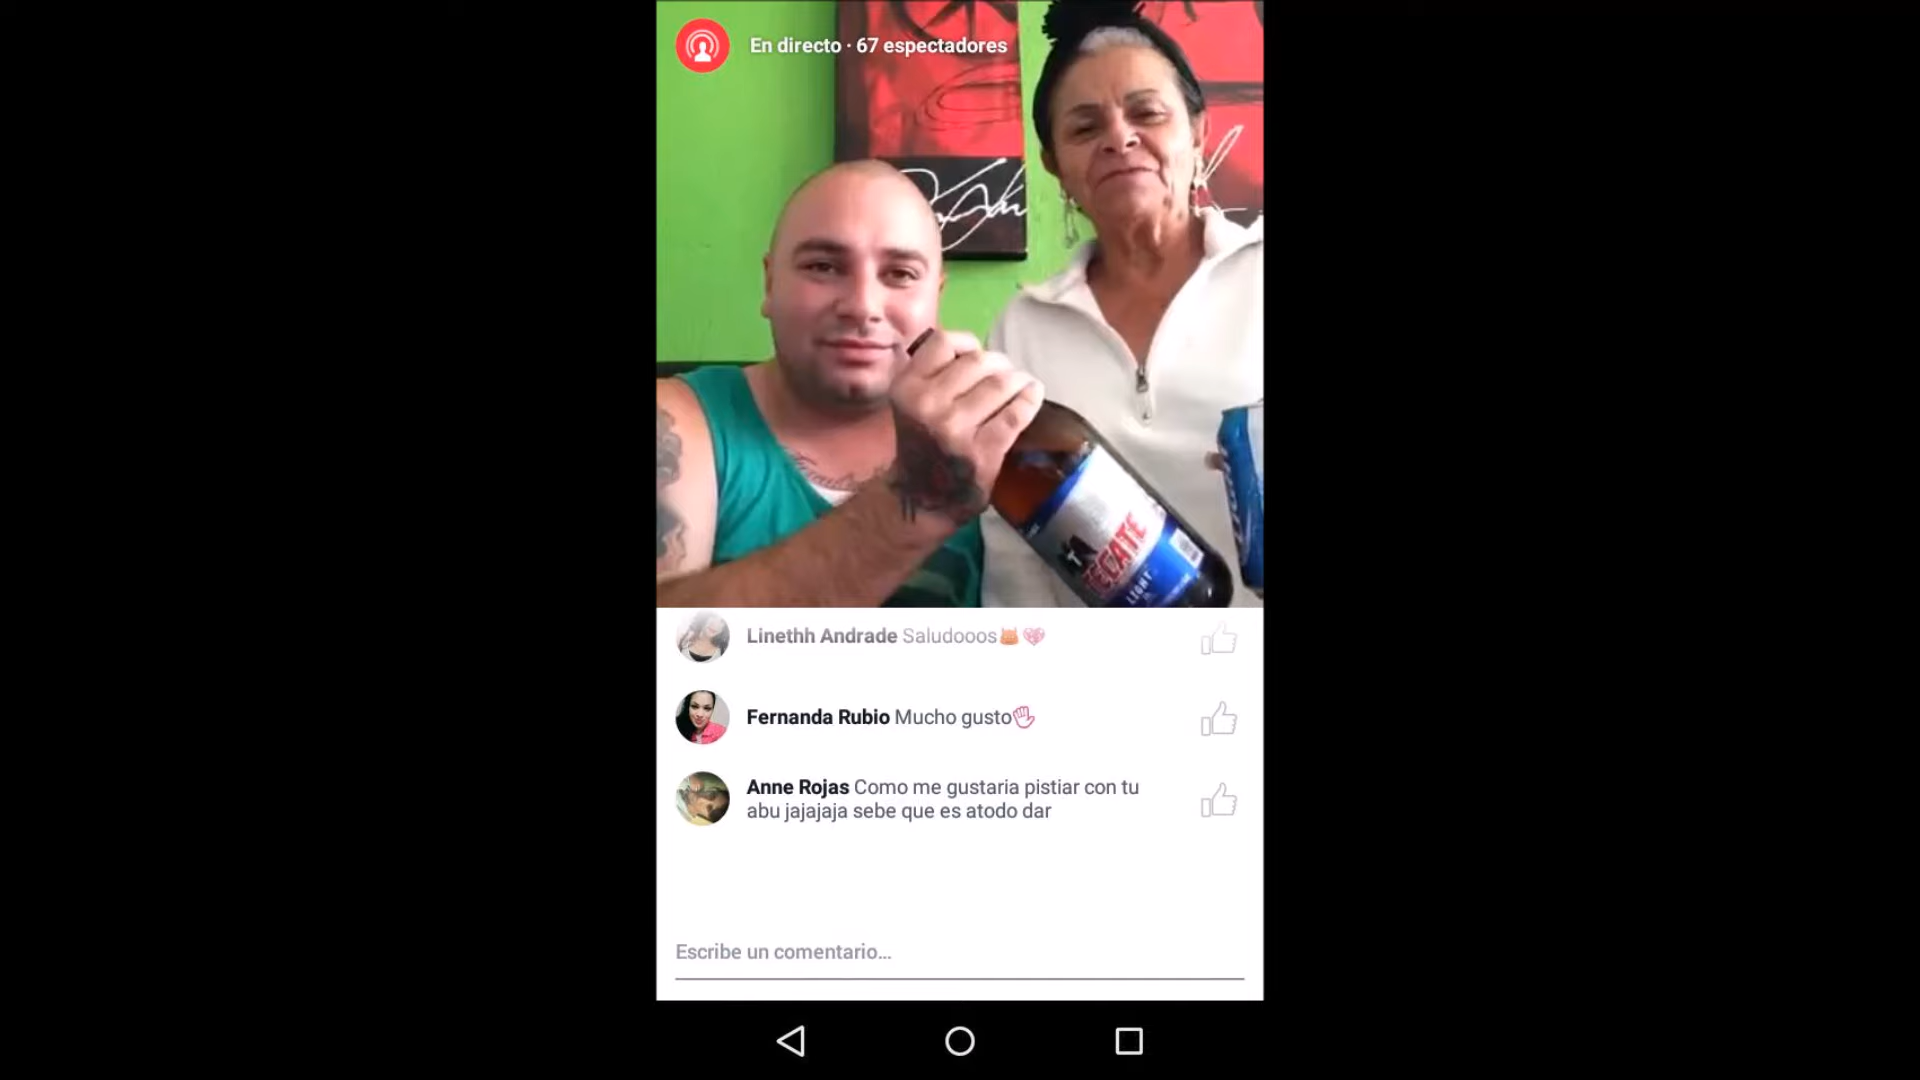 En directo · 67 espectadores
TECATE
LIGHT
Linethh Andrade Saludooos
Fernanda Rubio Mucho gusto
Anne Rojas Como me gustaria pistiar con tu
abu jajajaja sebe que es atodo dar
Escribe un comentario...